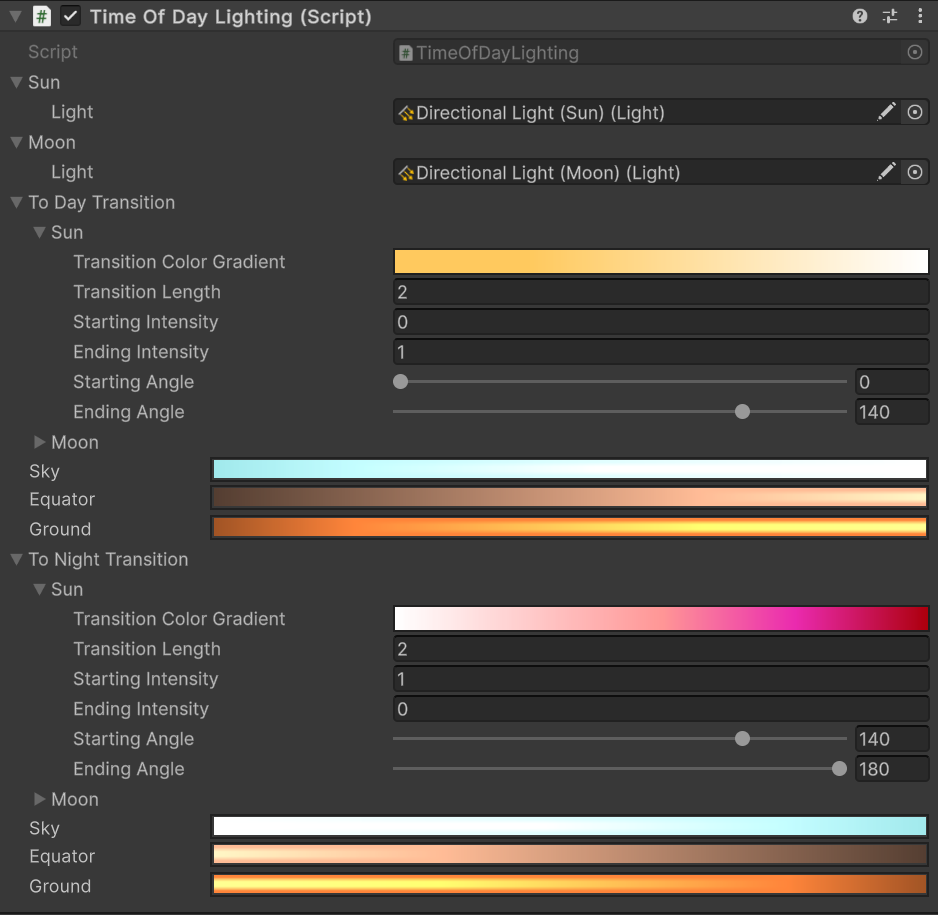 Time Of Day Lighting (Script)
Script TimeOfDayLighting
Sun
Light Directional Light (Sun) (Light)
Moon
Light Directional Light (Moon) (Light)
To Day Transition
Sun
Transition Color Gradient
Transition Length 2
Starting Intensity 0
Ending Intensity 1
Starting Angle 0
Ending Angle 140
Moon
Sky
Equator
Ground
To Night Transition
Sun
Transition Color Gradient
Transition Length 2
Starting Intensity 1
Ending Intensity 0
Starting Angle 140
Ending Angle 180
Moon
Sky
Equator
Ground